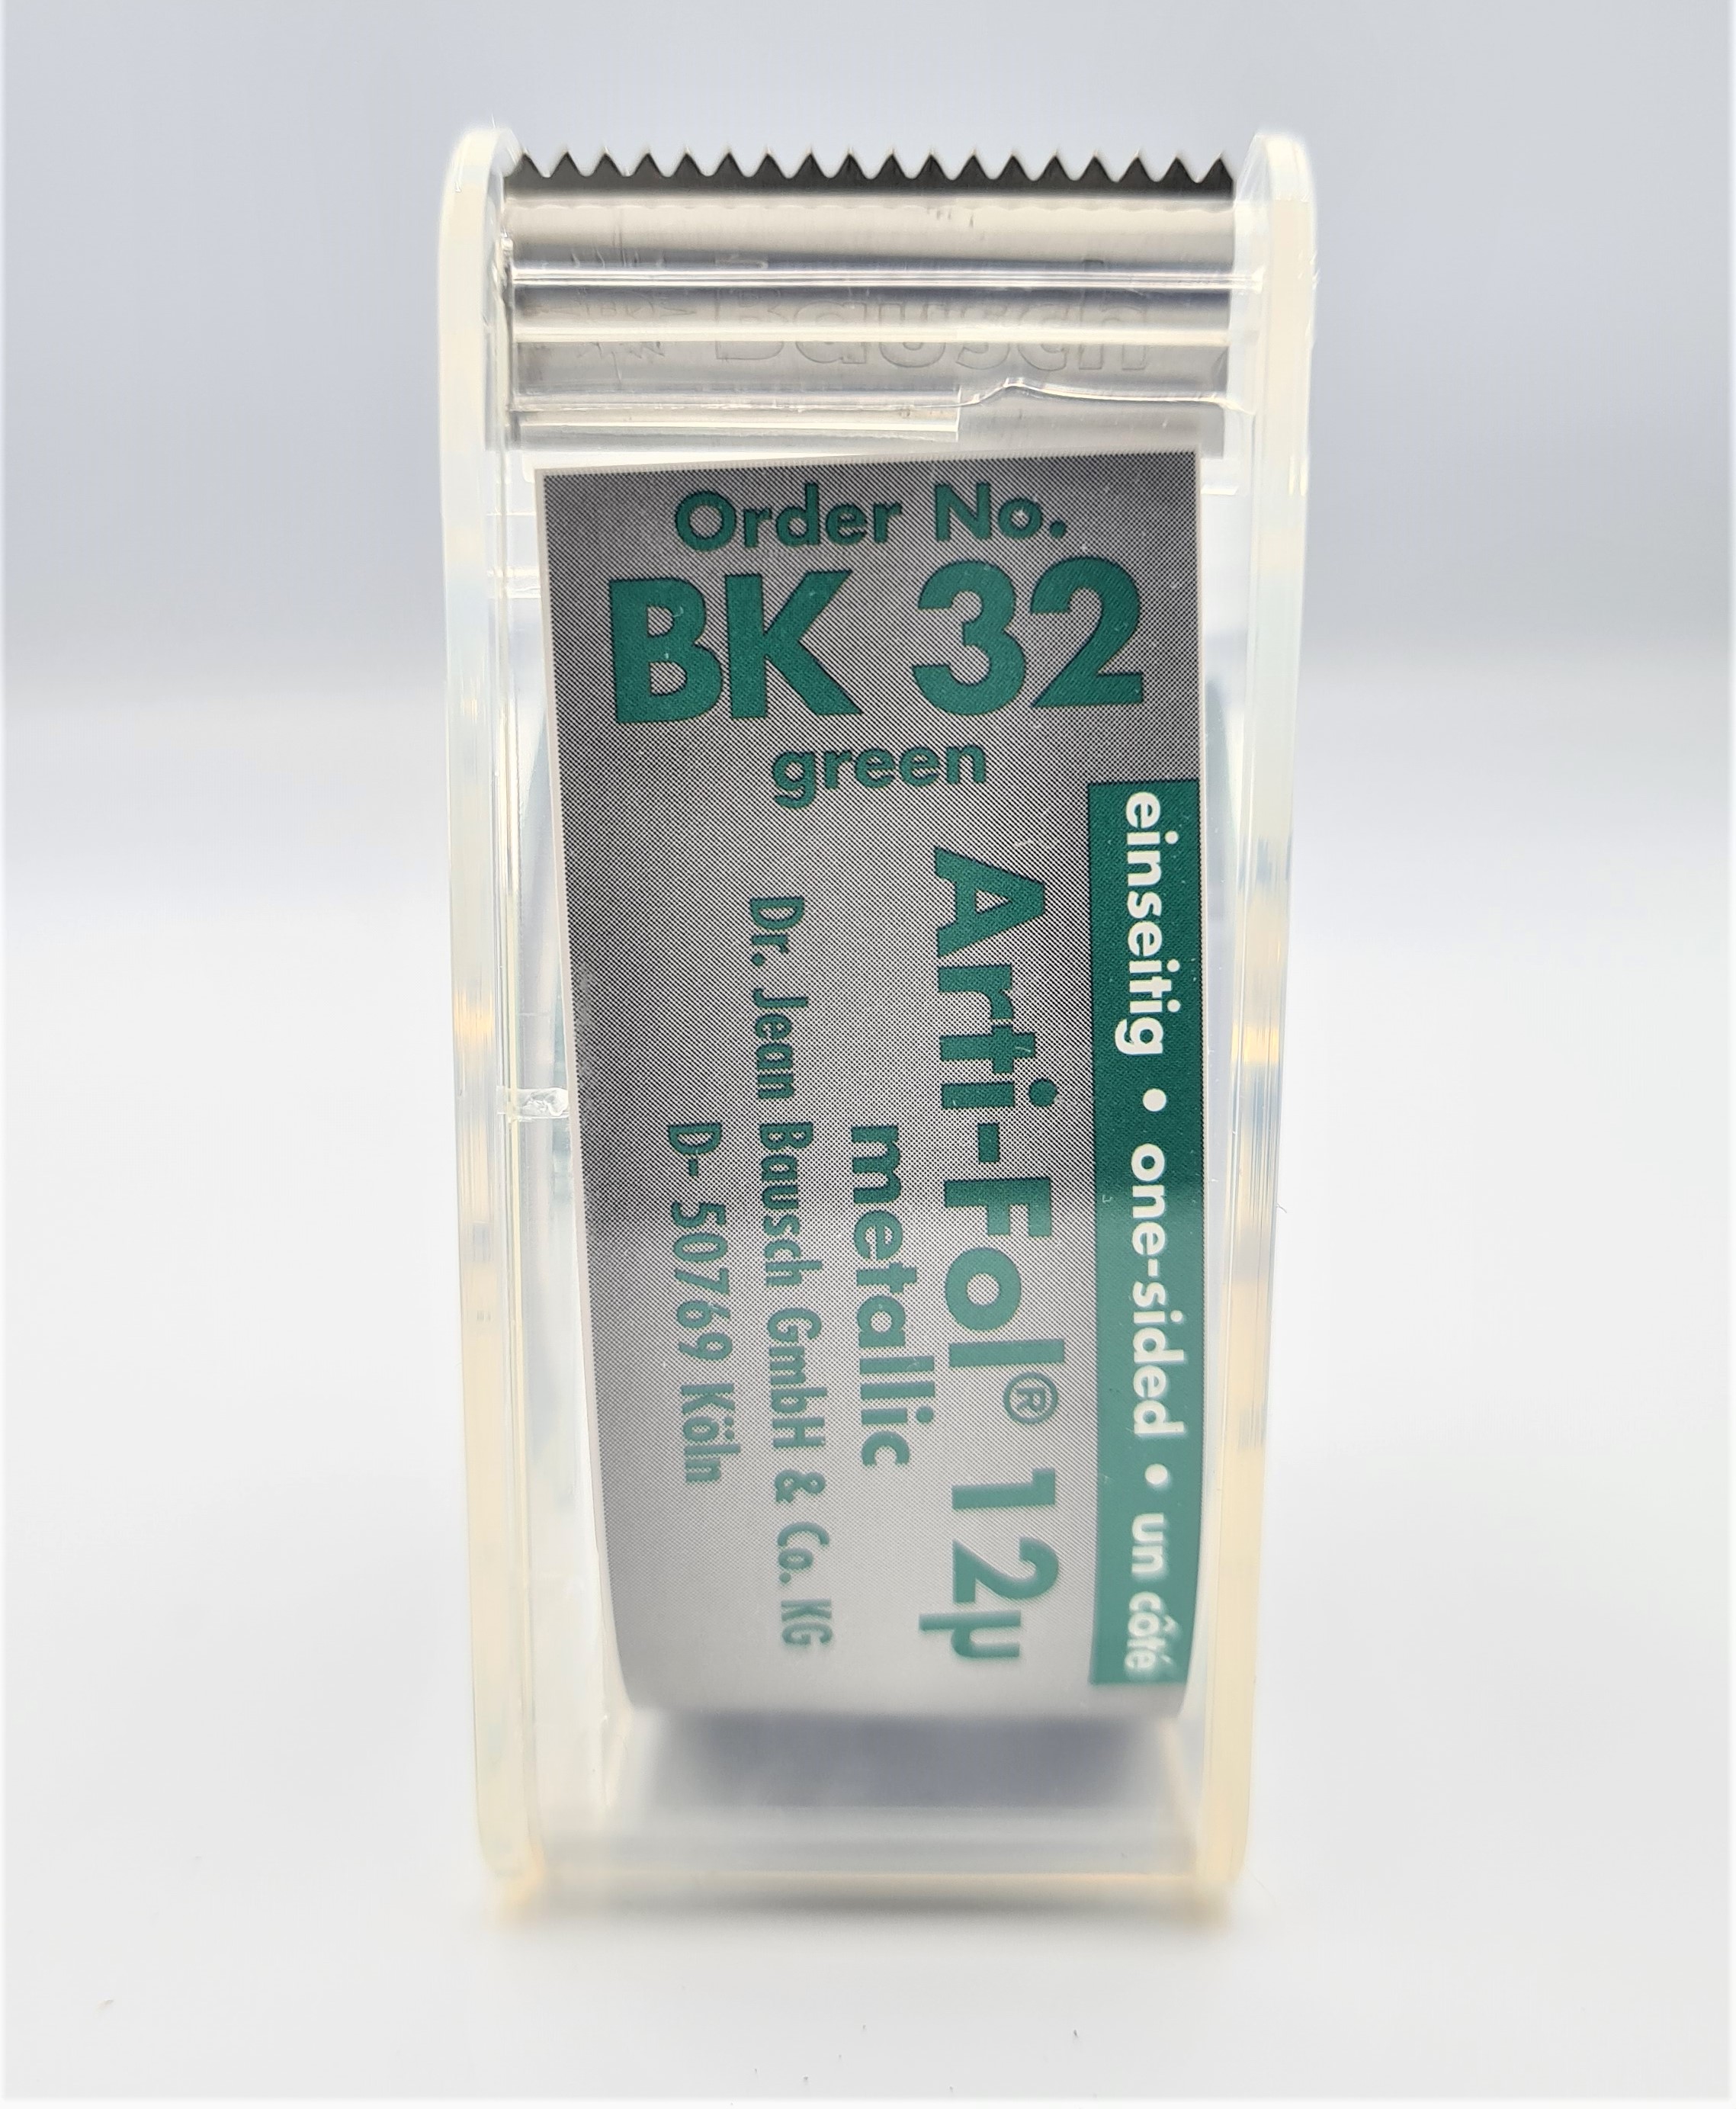 Bausch
Order No.
BK 32
green
einseitig • one-sided • un côté
Arti-Fol® 12µ
metallic
Dr. Jean Bausch GmbH & Co. KG
D- 50769 Köln